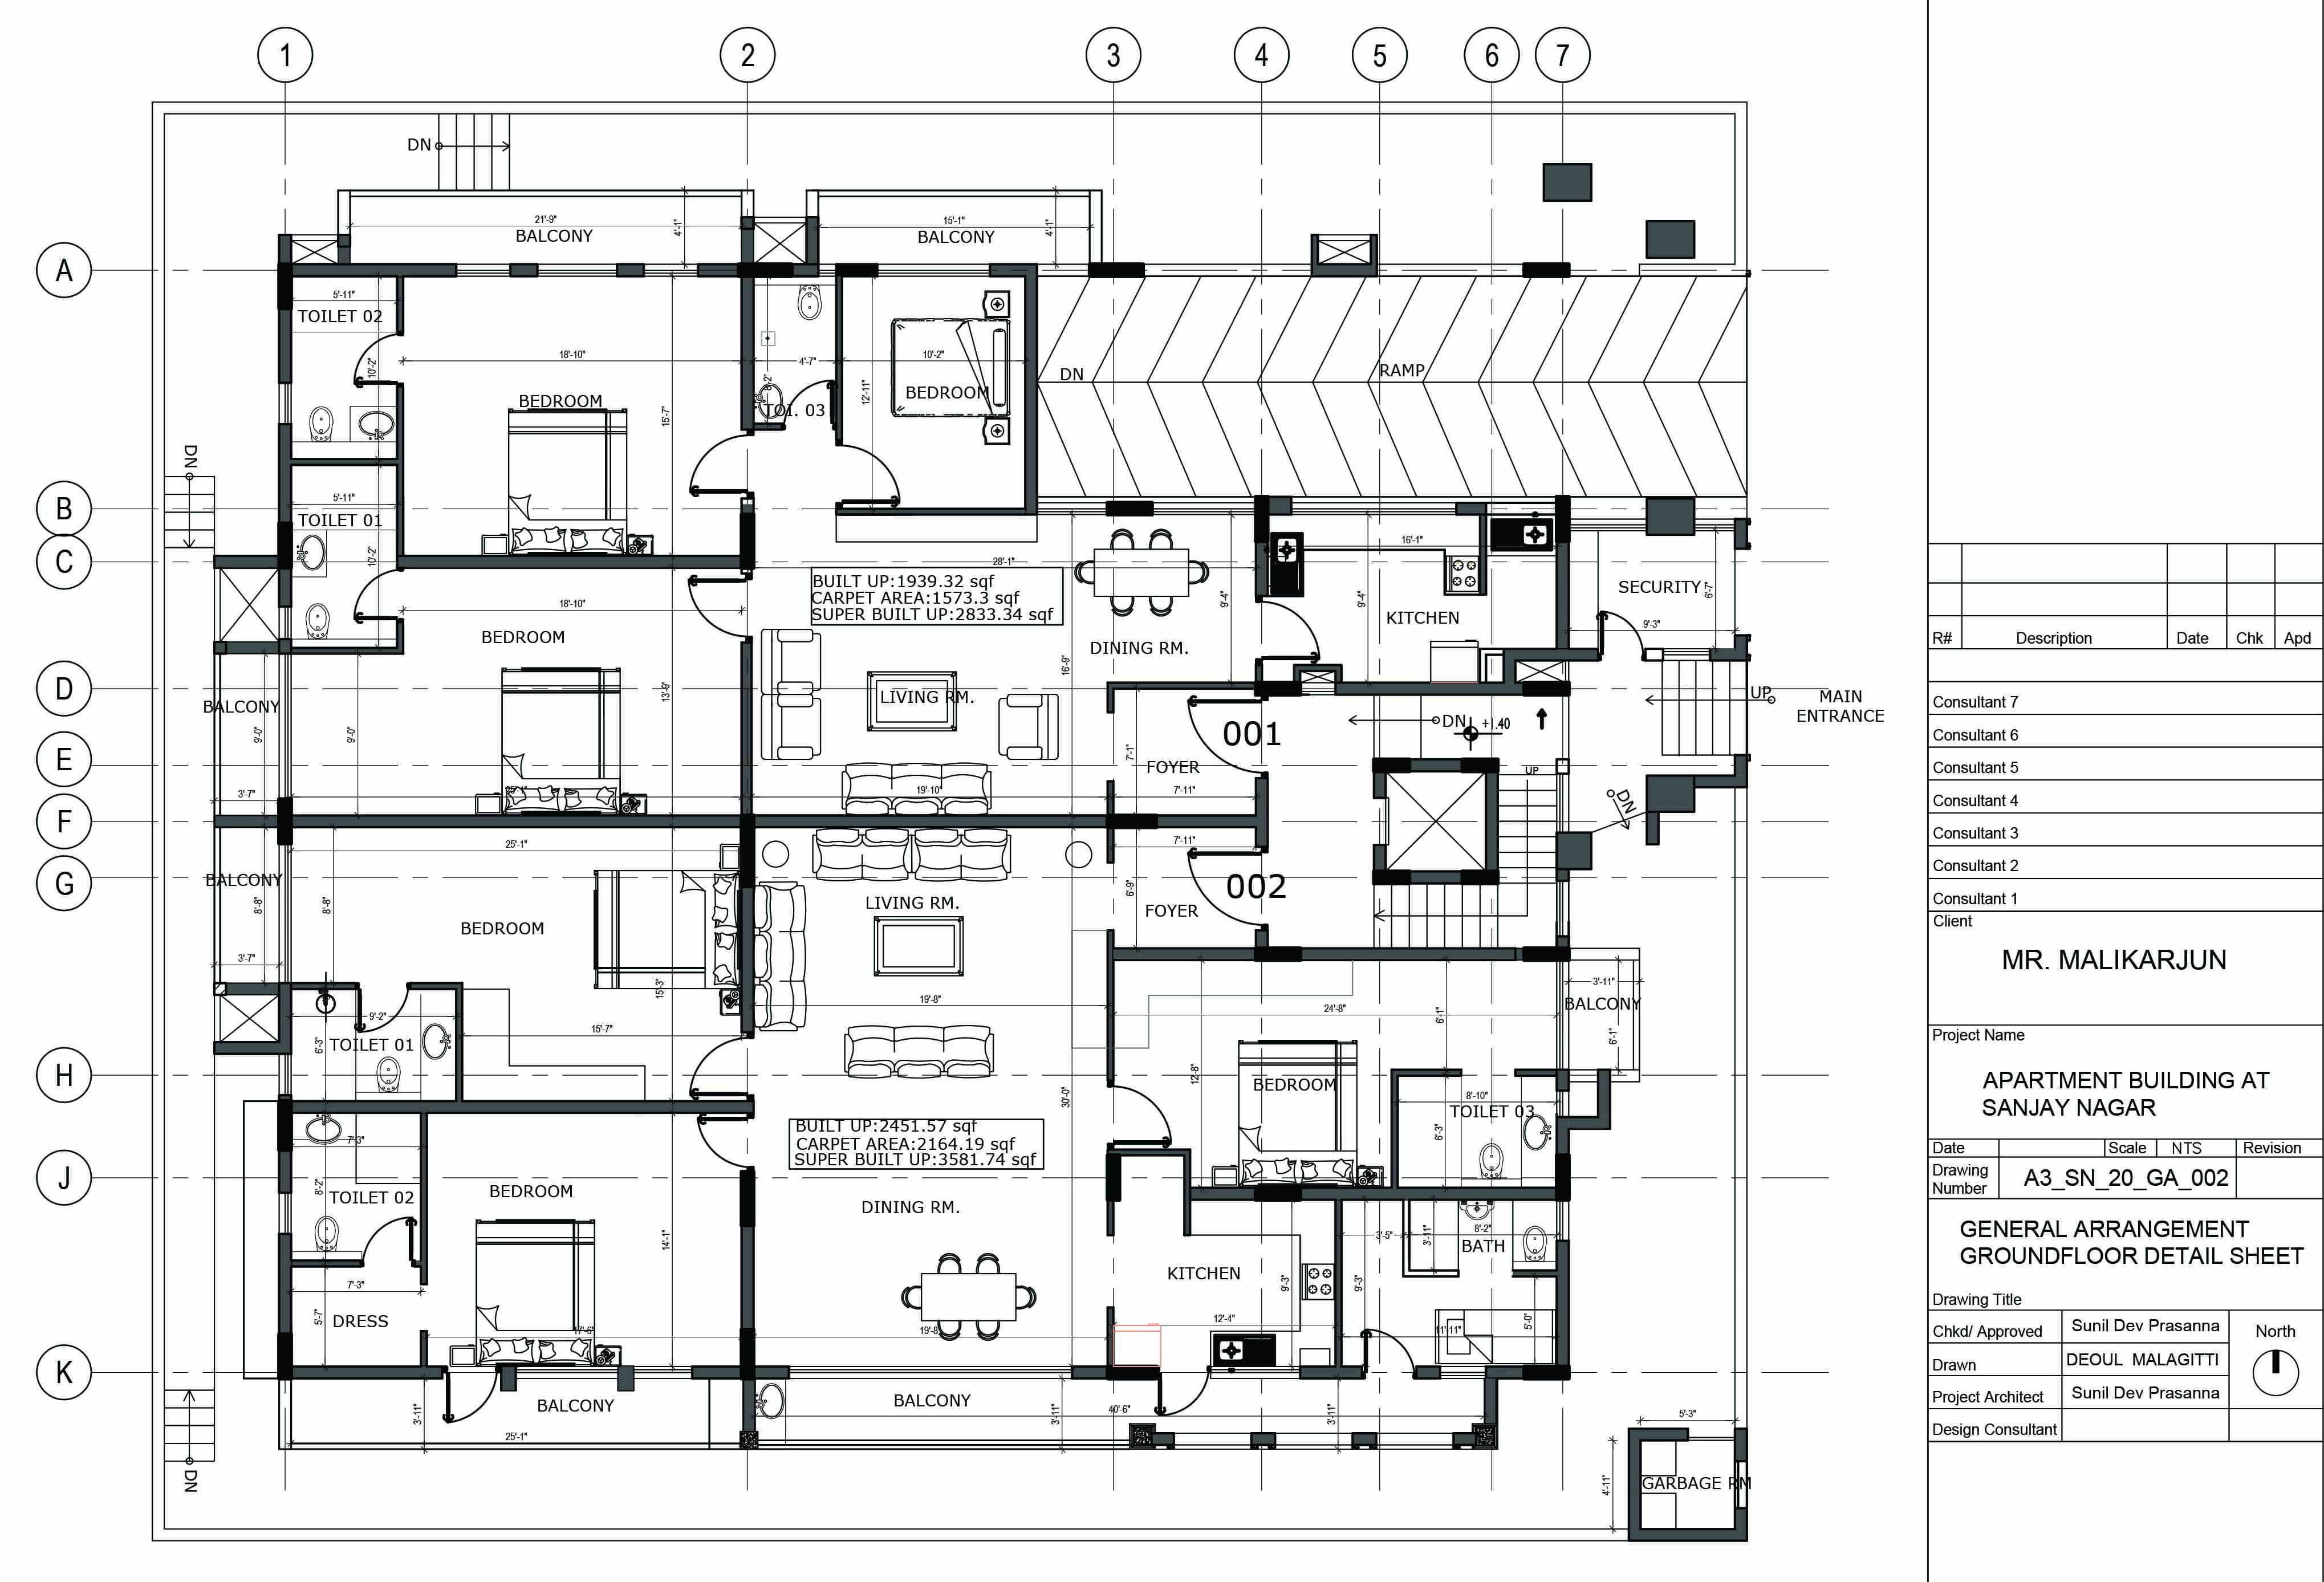 1 2 3 4 5 6 7
DN
21'-9"
BALCONY
4'-1"
15'-1"
BALCONY
4'-1"
A
5'-11"
TOILET 02
10'-2"
18'-10"
BEDROOM
15'-7"
4'-7"
8'-2"
TOI. 03
10'-2"
BEDROOM
12'-11"
DN
RAMP
DN
B
5'-11"
TOILET 01
10'-2"
C
28'-1"
16'-1"
BUILT UP:1939.32 sqf
CARPET AREA:1573.3 sqf
SUPER BUILT UP:2833.34 sqf
18'-10"
BEDROOM
13'-9"
9'-4"
9'-4"
KITCHEN
SECURITY
6'-7"
9'-3"
DINING RM.
16'-9"
D
LIVING RM.
BALCONY
9'-0"
9'-0"
UP
MAIN
ENTRANCE
001
DN
+1.40
E
7'-1"
FOYER
UP
3'-7"
25'-1"
19'-10"
7'-11"
DN
F
25'-1"
7'-11"
G
BALCONY
8'-8"
8'-8"
002
6'-9"
LIVING RM.
FOYER
BEDROOM
3'-7"
15'-3"
19'-8"
24'-8"
6'-1"
3'-11"
BALCONY
6'-1"
9'-2"
15'-7"
TOILET 01
6'-3"
H
12'-8"
BEDROOM
30'-0"
8'-10"
TOILET 03
6'-3"
BUILT UP:2451.57 sqf
CARPET AREA:2164.19 sqf
SUPER BUILT UP:3581.74 sqf
7'-3"
J
8'-2"
TOILET 02
BEDROOM
14'-1"
DINING RM.
3'-5"
3'-11"
8'-2"
BATH
KITCHEN
9'-3"
9'-3"
7'-3"
5'-7"
DRESS
17'-6"
19'-8"
12'-4"
11'-11"
5'-0"
K
3'-11"
BALCONY
25'-1"
BALCONY
3'-11"
40'-6"
3'-11"
DN
5'-3"
4'-11"
GARBAGE RM
R# Description Date Chk Apd
Consultant 7
Consultant 6
Consultant 5
Consultant 4
Consultant 3
Consultant 2
Consultant 1
Client
MR. MALIKARJUN
Project Name
APARTMENT BUILDING AT
SANJAY NAGAR
Date Scale NTS Revision
Drawing
Number
A3_SN_20_GA_002
GENERAL ARRANGEMENT
GROUNDFLOOR DETAIL SHEET
Drawing Title
Chkd/ Approved Sunil Dev Prasanna
North
Drawn DEOUL MALAGITTI
Project Architect Sunil Dev Prasanna
Design Consultant